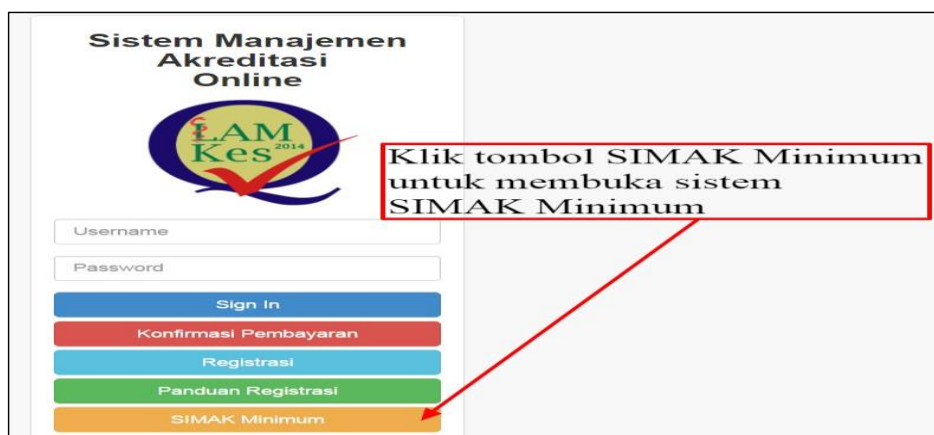 Sistem Manajemen
Akreditasi
Online
LAM
Kes 2014
Klik tombol SIMAK Minimum
untuk membuka sistem
SIMAK Minimum
Username
Password
Sign In
Konfirmasi Pembayaran
Registrasi
Panduan Registrasi
SIMAK Minimum